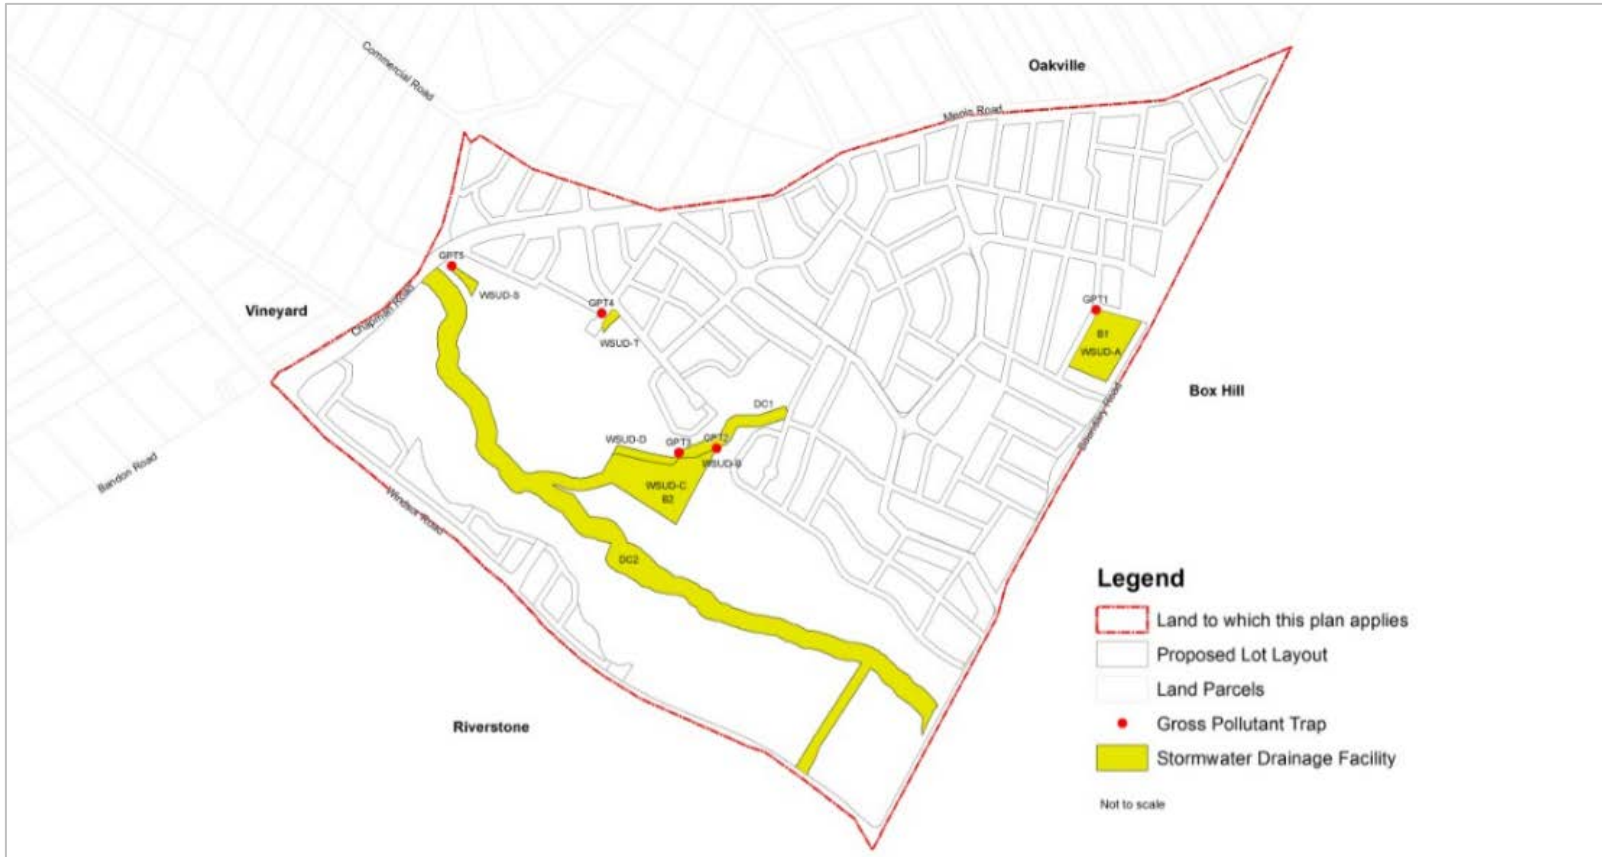 Commercial Road
Oakville
Menin Road
GPT5
WSUD-S
Vineyard
Chapman Road
GPT4
WSUD-T
GPT1
B1
WSUD-A
Box Hill
Boundary Road
DC1
WSUD-D
GPT3
GPT2
WSUD-B
WSUD-C
B2
Bandon Road
Windsor Road
DC2
Riverstone
Legend
Land to which this plan applies
Proposed Lot Layout
Land Parcels
Gross Pollutant Trap
Stormwater Drainage Facility
Not to scale